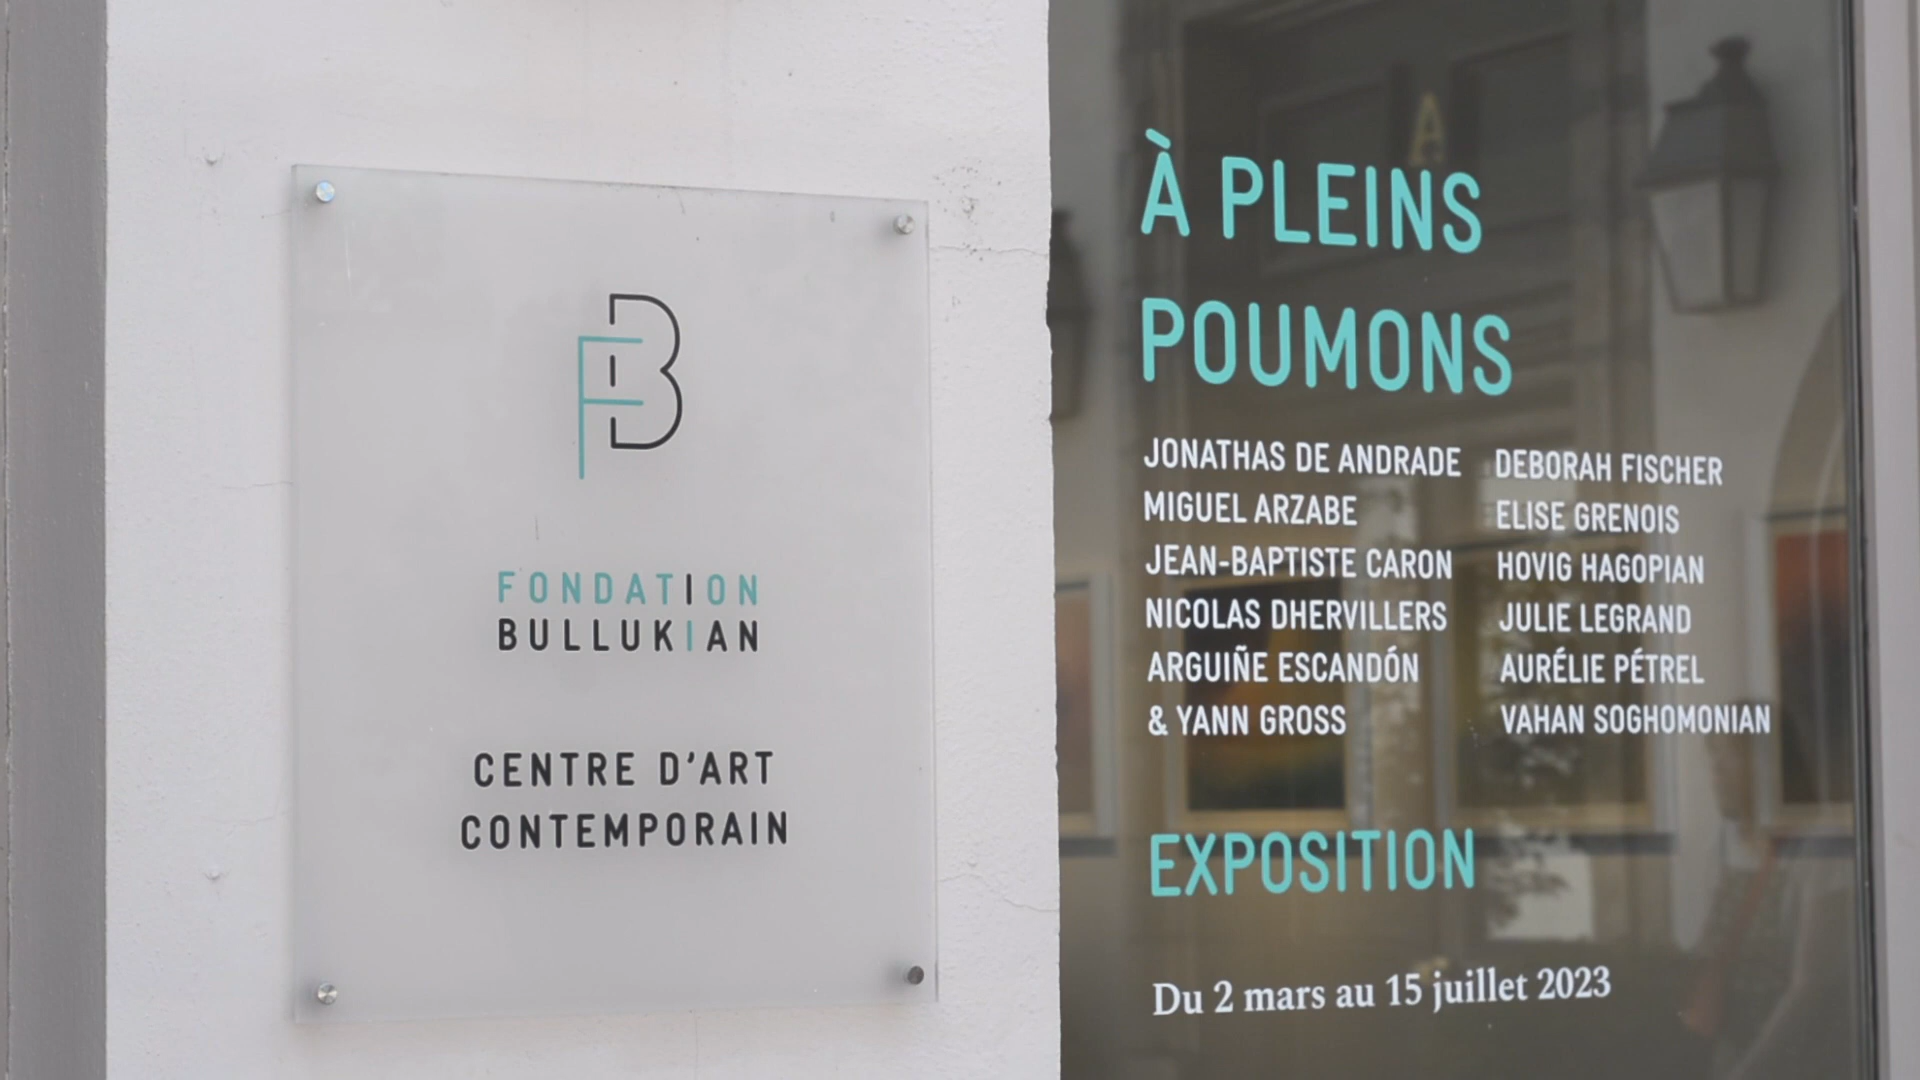 FB
FONDATION
BULLUKIAN
CENTRE D'ART
CONTEMPORAIN
À PLEINS
POUMONS
JONATHAS DE ANDRADE
MIGUEL ARZABE
JEAN-BAPTISTE CARON
NICOLAS DHERVILLERS
ARGUIÑE ESCANDÓN
& YANN GROSS
DEBORAH FISCHER
ELISE GRENOIS
HOVIG HAGOPIAN
JULIE LEGRAND
AURÉLIE PÉTREL
VAHAN SOGHOMONIAN
EXPOSITION
Du 2 mars au 15 juillet 2023
A